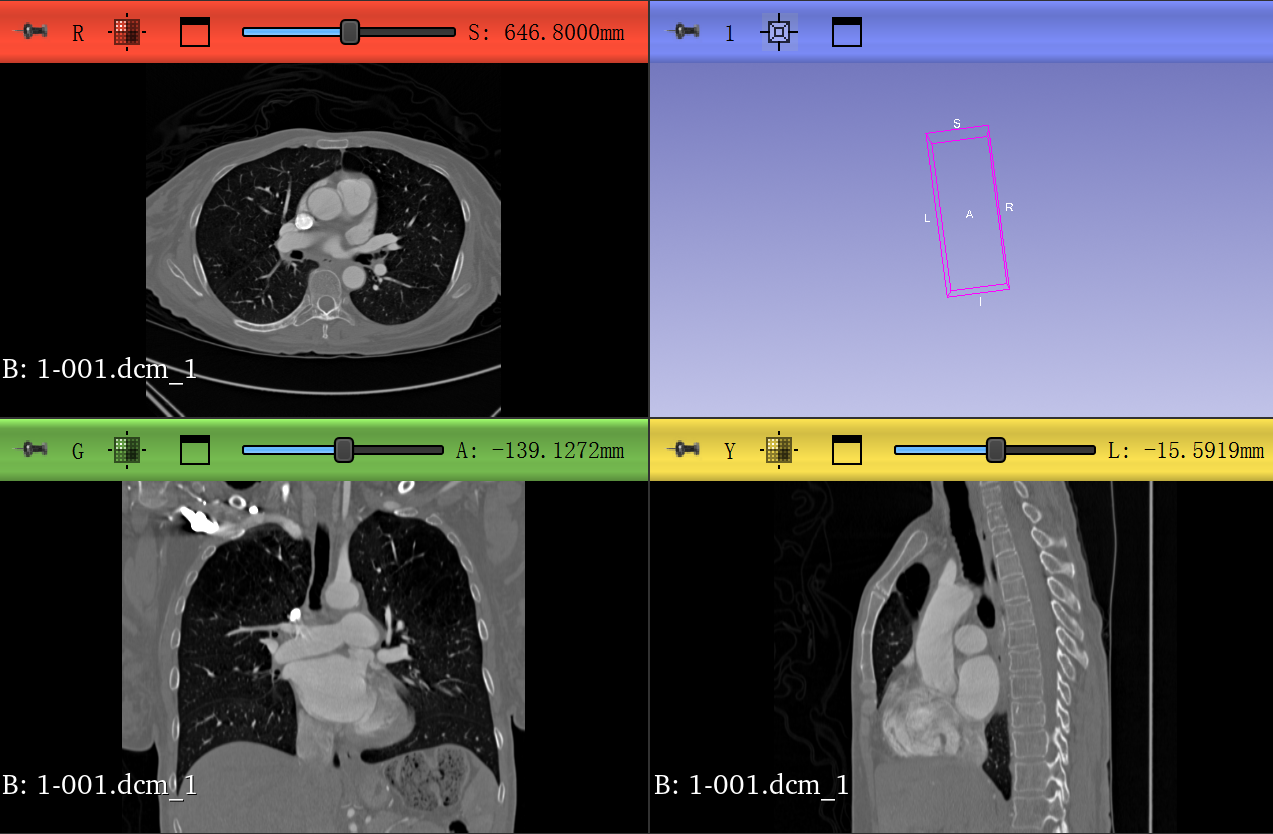 R S: 646.8000mm
1
S
L A R
I
B: 1-001.dcm_1
G A: -139.1272mm
Y L: -15.5919mm
B: 1-001.dcm_1
B: 1-001.dcm_1